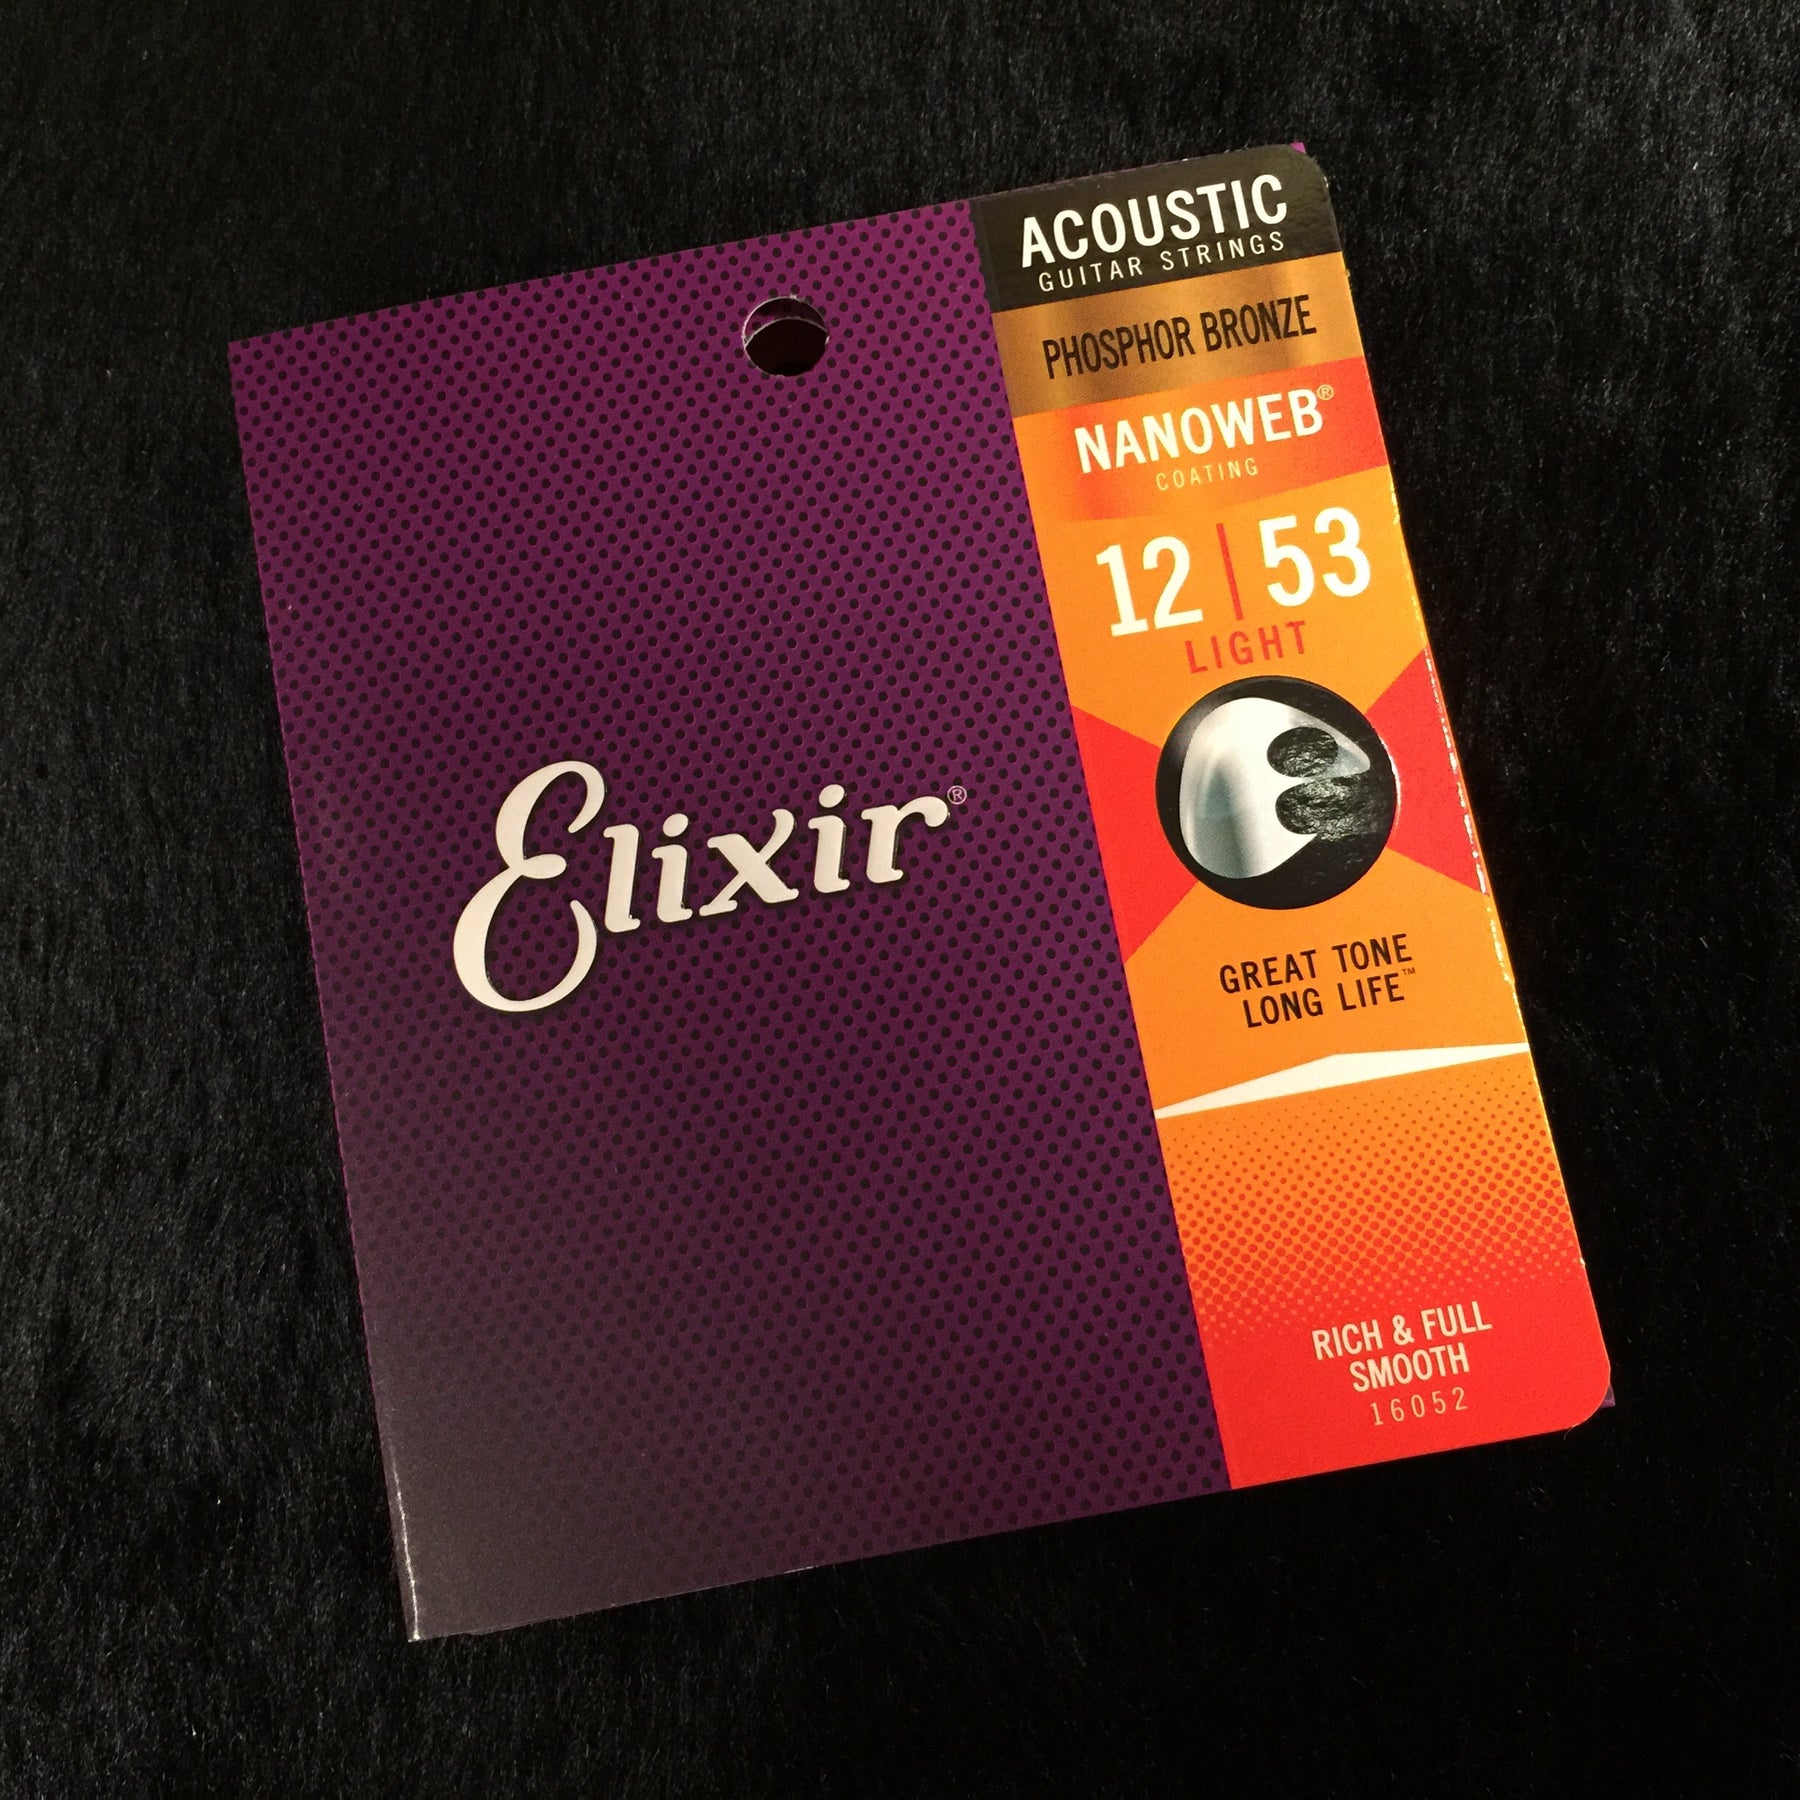 Elixir®
ACOUSTIC
GUITAR STRINGS
PHOSPHOR BRONZE
NANOWEB®
COATING
12 | 53
LIGHT
GREAT TONE
LONG LIFE™
RICH & FULL
SMOOTH
16052